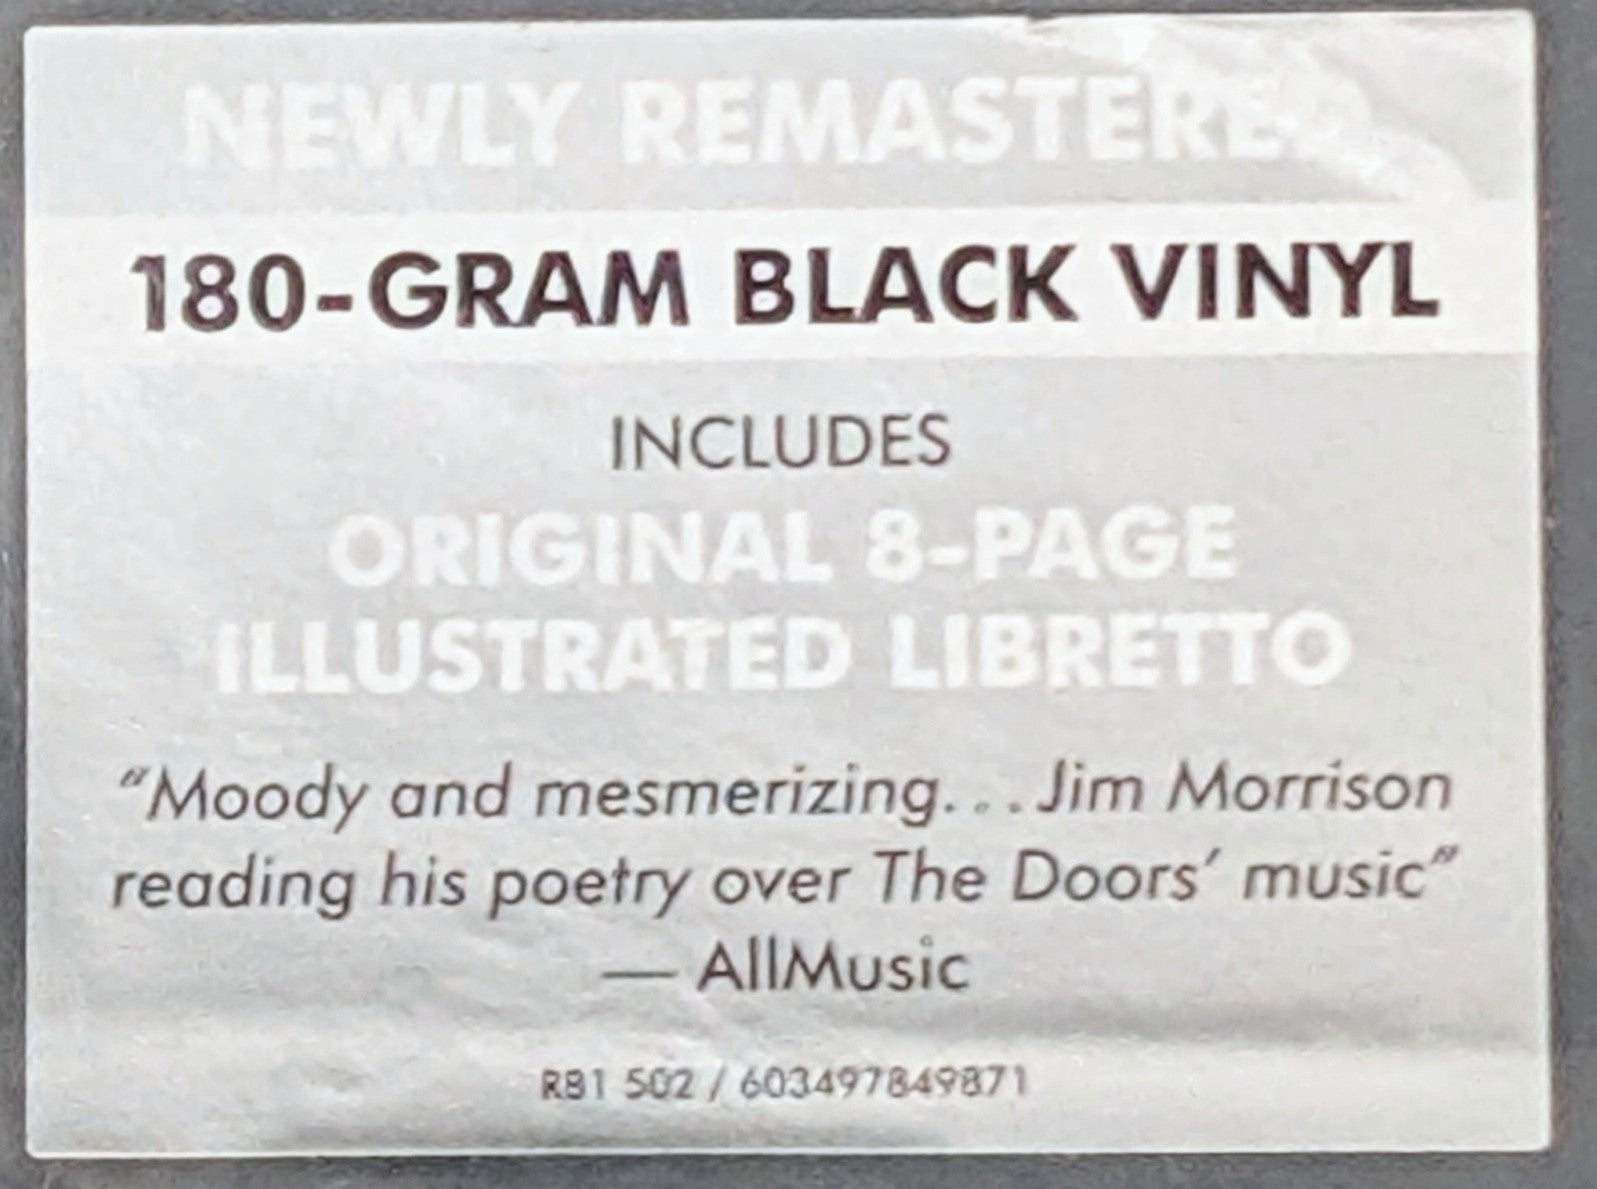 NEWLY REMASTERED
180-GRAM BLACK VINYL
INCLUDES
ORIGINAL 8-PAGE
ILLUSTRATED LIBRETTO
“Moody and mesmerizing...Jim Morrison
reading his poetry over The Doors’ music”
— AllMusic
RB1 502 / 603497849871